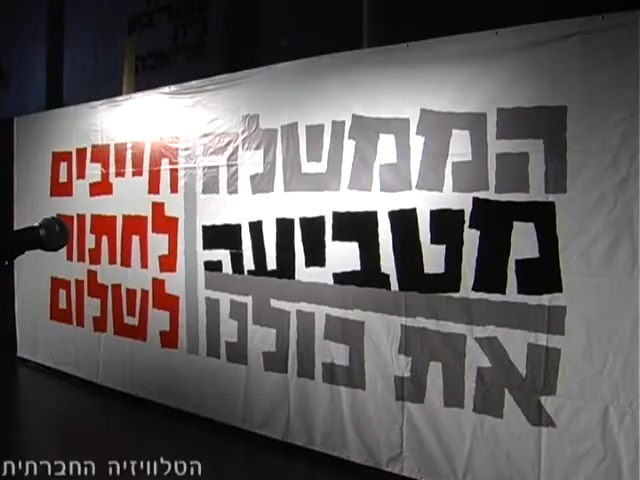 הממשלה
מטביעה
את כולנו
חייבים
לחתור
לשלום
הטלוויזיה החברתית